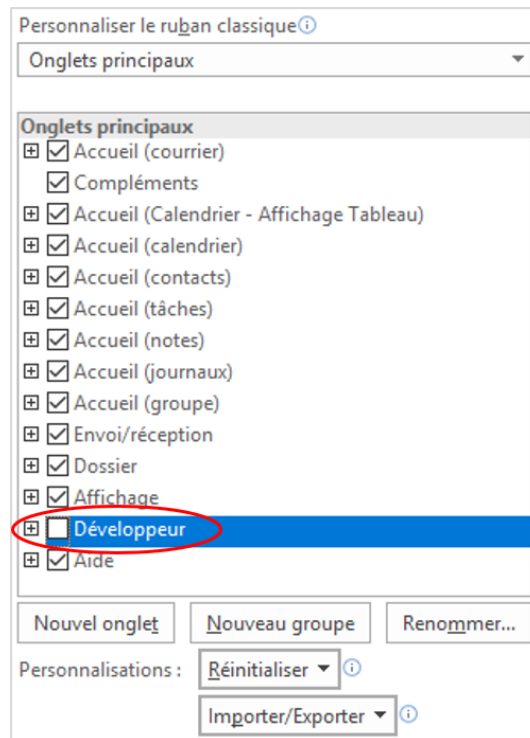 Personnaliser le ruban classique
Onglets principaux
Onglets principaux
Accueil (courrier)
Compléments
Accueil (Calendrier - Affichage Tableau)
Accueil (calendrier)
Accueil (contacts)
Accueil (tâches)
Accueil (notes)
Accueil (journaux)
Accueil (groupe)
Envoi/réception
Dossier
Affichage
Développeur
Aide
Nouvel onglet Nouveau groupe Renommer...
Personnalisations : Réinitialiser
Importer/Exporter